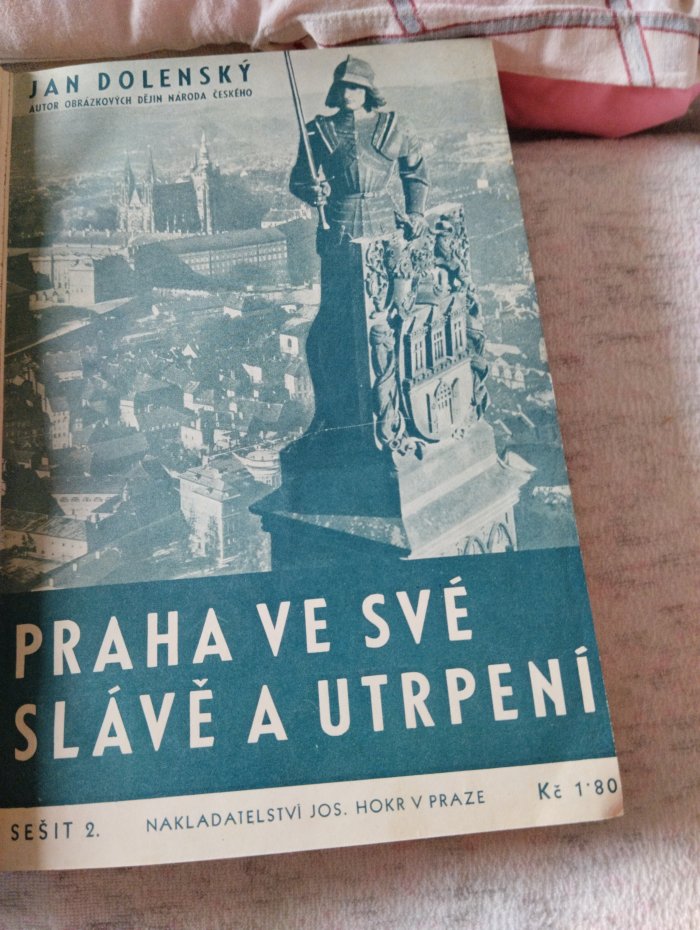 JAN DOLENSKÝ
AUTOR OBRÁZKOVÝCH DĚJIN NÁRODA ČESKÉHO
PRAHA VE SVÉ
SLÁVĚ A UTRPENÍ
SEŠIT 2. NAKLADATELSTVÍ JOS. HOKR V PRAZE Kč 1·80